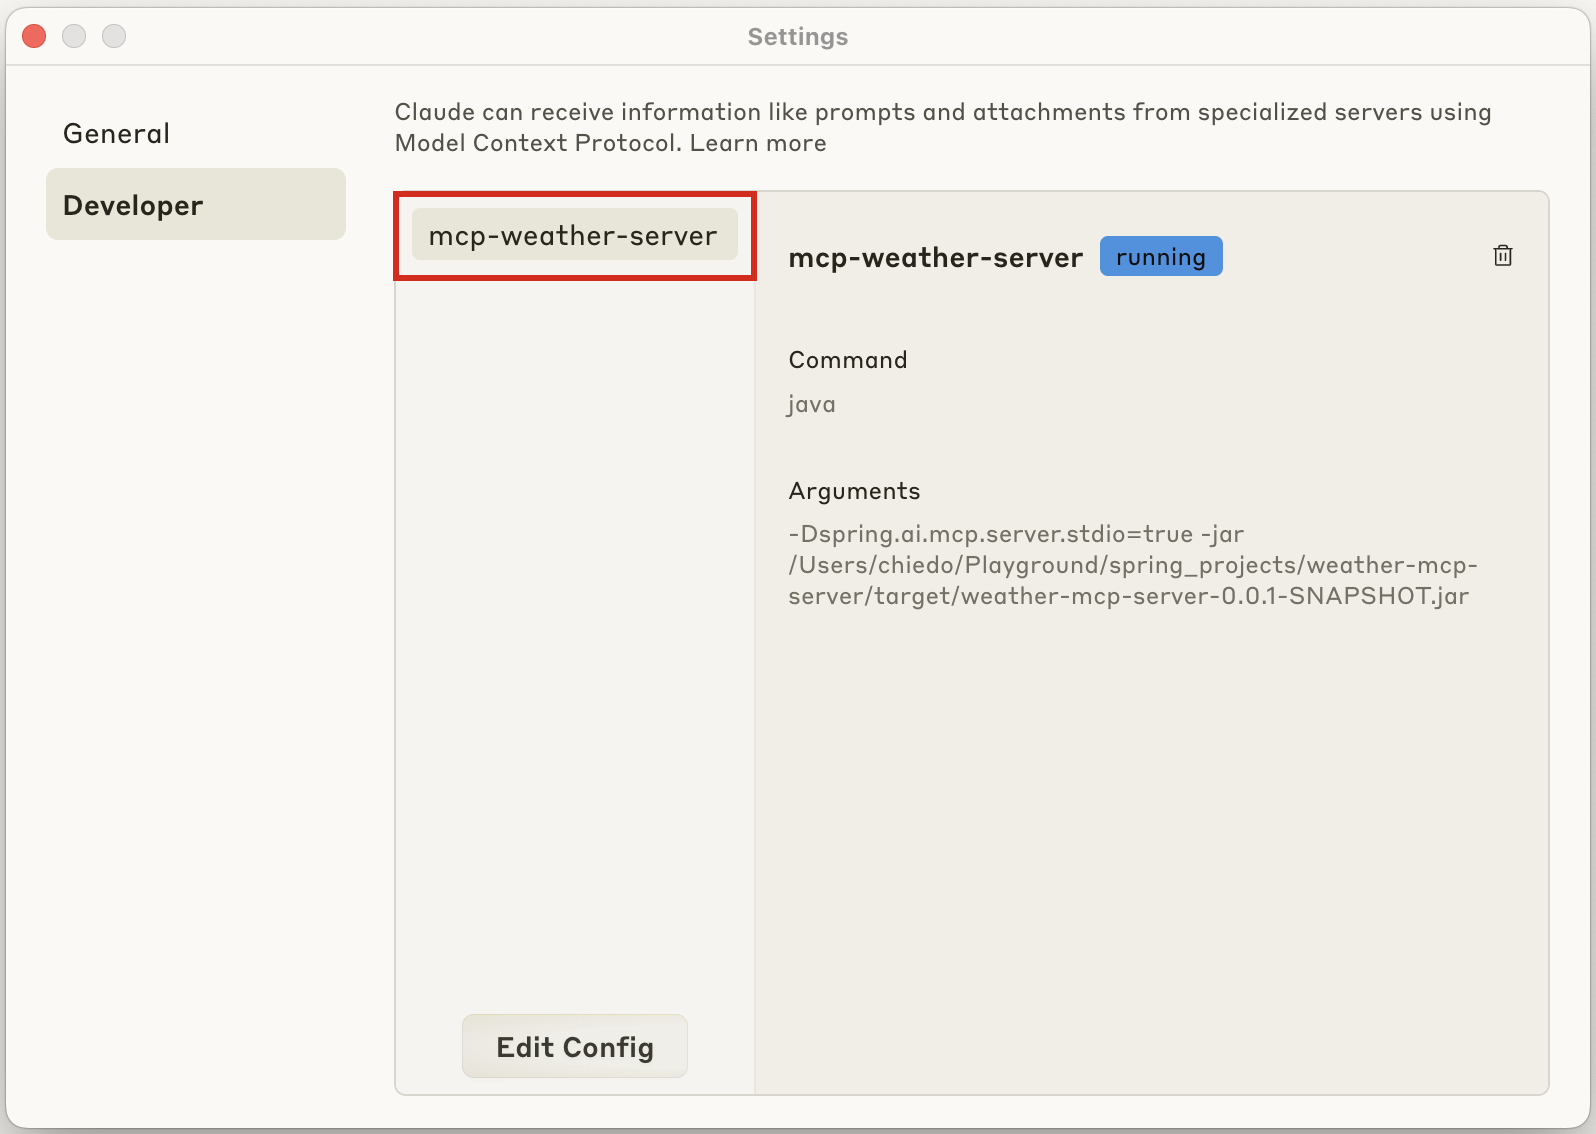 Settings
General
Developer
Claude can receive information like prompts and attachments from specialized servers using
Model Context Protocol. Learn more
mcp-weather-server
mcp-weather-server running
Command
java
Arguments
-Dspring.ai.mcp.server.stdio=true -jar
/Users/chiedo/Playground/spring_projects/weather-mcp-
server/target/weather-mcp-server-0.0.1-SNAPSHOT.jar
Edit Config